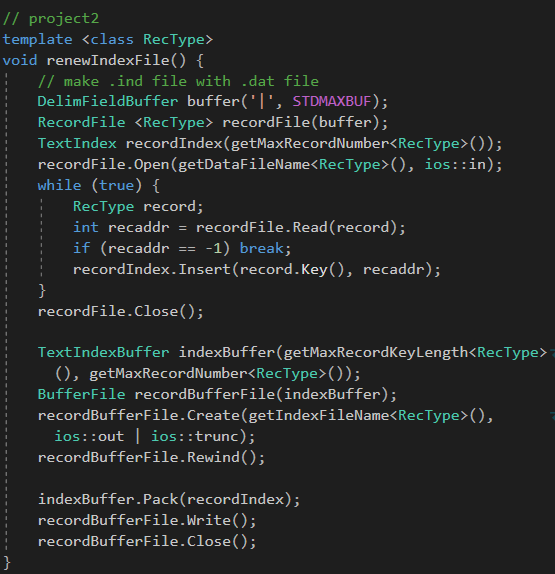 // project2
template <class RecType>
void renewIndexFile() {
    // make .ind file with .dat file
    DelimFieldBuffer buffer('|', STDMAXBUF);
    RecordFile <RecType> recordFile(buffer);
    TextIndex recordIndex(getMaxRecordNumber<RecType>());
    recordFile.Open(getDataFileName<RecType>(), ios::in);
    while (true) {
        RecType record;
        int recaddr = recordFile.Read(record);
        if (recaddr == -1) break;
        recordIndex.Insert(record.Key(), recaddr);
    }
    recordFile.Close();

    TextIndexBuffer indexBuffer(getMaxRecordKeyLength<RecType>
      (), getMaxRecordNumber<RecType>());
    BufferFile recordBufferFile(indexBuffer);
    recordBufferFile.Create(getIndexFileName<RecType>(),
      ios::out | ios::trunc);
    recordBufferFile.Rewind();

    indexBuffer.Pack(recordIndex);
    recordBufferFile.Write();
    recordBufferFile.Close();
}